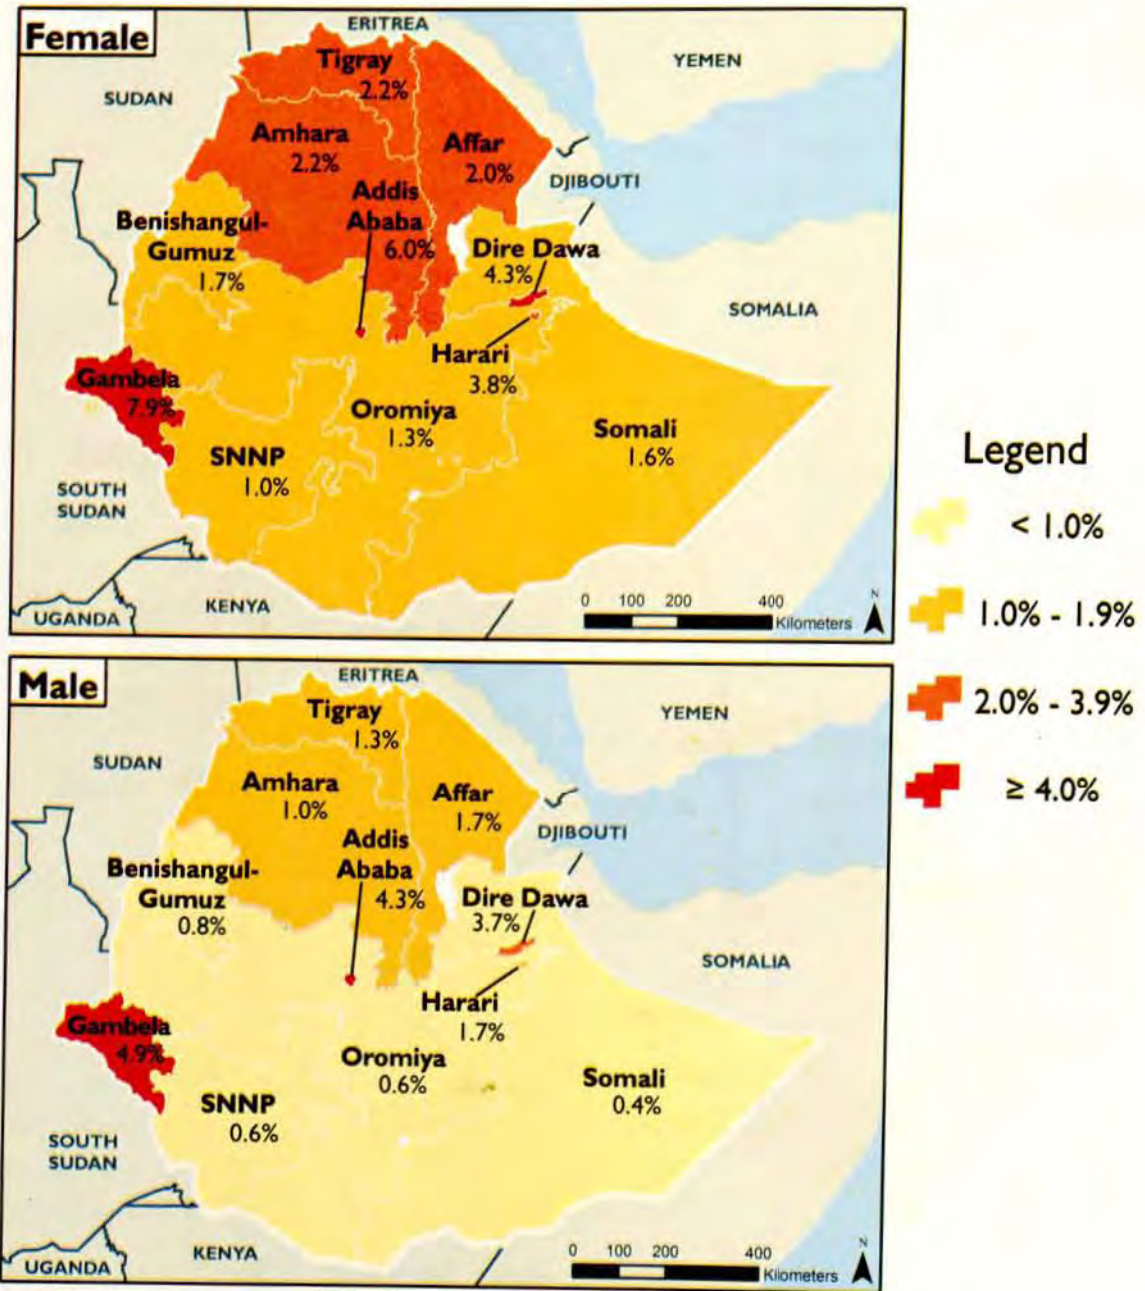 Female
ERITREA
YEMEN
SUDAN
Tigray
2.2%
Amhara
2.2%
Affar
2.0%
DJIBOUTI
Addis
Ababa
6.0%
Benishangul-
Gumuz
1.7%
Dire Dawa
4.3%
SOMALIA
Harari
3.8%
Gambela
7.9%
Oromiya
1.3%
Somali
1.6%
SNNP
1.0%
SOUTH
SUDAN
UGANDA
KENYA
0 100 200 400
Kilometers
N
Legend
< 1.0%
1.0% - 1.9%
2.0% - 3.9%
≥ 4.0%
Male
ERITREA
YEMEN
SUDAN
Tigray
1.3%
Amhara
1.0%
Affar
1.7%
DJIBOUTI
Addis
Ababa
4.3%
Benishangul-
Gumuz
0.8%
Dire Dawa
3.7%
SOMALIA
Harari
1.7%
Gambela
4.9%
Oromiya
0.6%
Somali
0.4%
SNNP
0.6%
SOUTH
SUDAN
UGANDA
KENYA
0 100 200 400
Kilometers
N